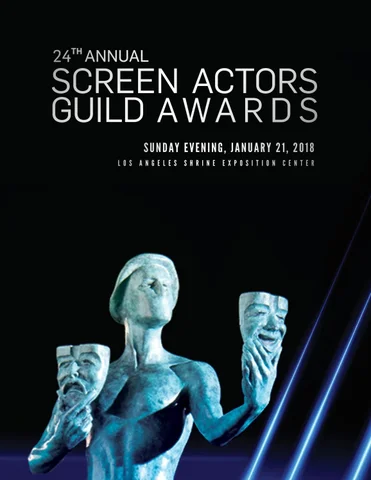 24TH ANNUAL
SCREEN ACTORS
GUILD AWARDS
SUNDAY EVENING, JANUARY 21, 2018
LOS ANGELES SHRINE EXPOSITION CENTER